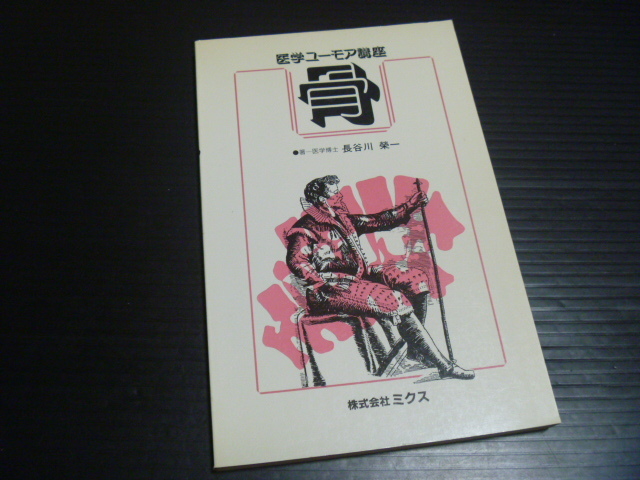 医学ユーモア講座
骨
●著―医学博士 長谷川 榮一
株式会社 ミクス